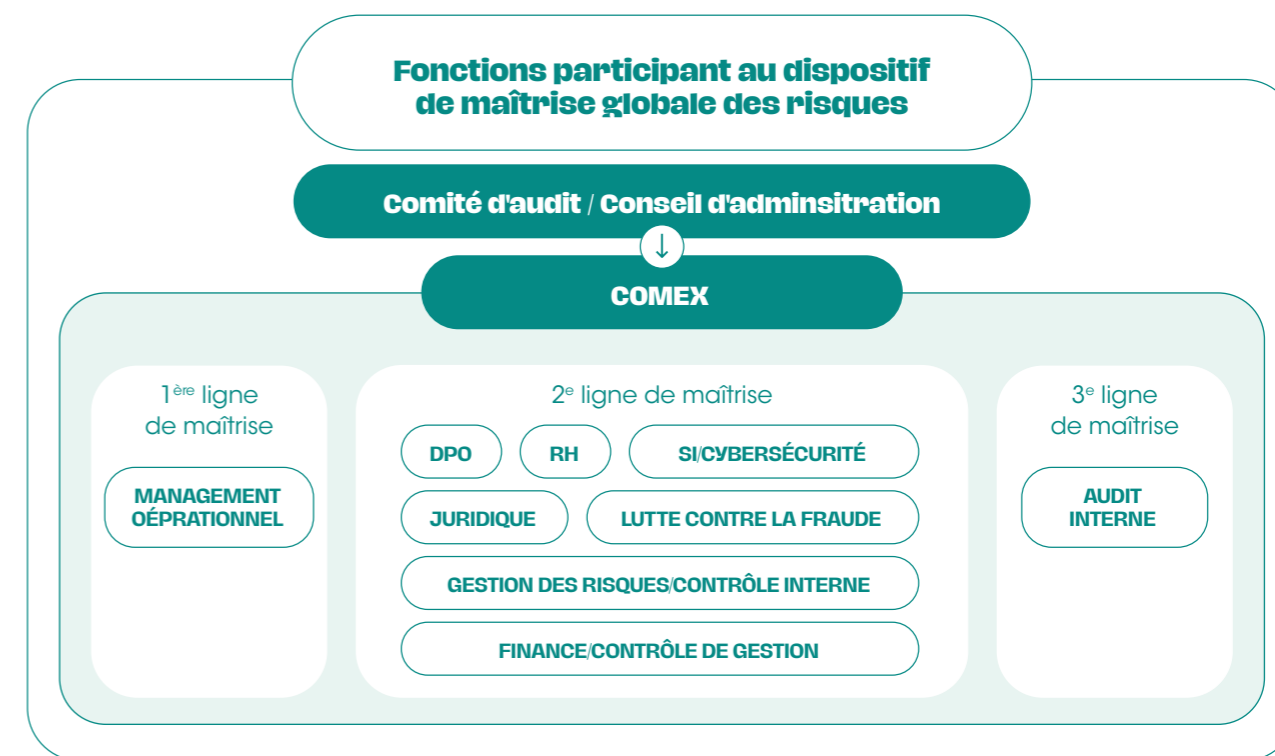 Fonctions participant au dispositif
de maîtrise globale des risques
Comité d'audit / Conseil d'adminsitration
↓
COMEX
1ère ligne
de maîtrise
MANAGEMENT
OÉPRATIONNEL
2e ligne de maîtrise
DPO
RH
SI/CYBERSÉCURITÉ
JURIDIQUE
LUTTE CONTRE LA FRAUDE
GESTION DES RISQUES/CONTRÔLE INTERNE
FINANCE/CONTRÔLE DE GESTION
3e ligne
de maîtrise
AUDIT
INTERNE